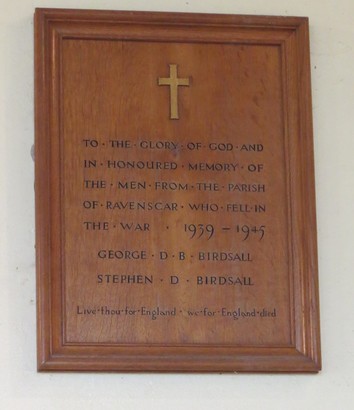 TO · THE · GLORY · OF · GOD · AND
IN · HONOURED · MEMORY · OF
THE · MEN · FROM · THE · PARISH
OF · RAVENSCAR · WHO · FELL · IN
THE · WAR · 1939 – 1945
GEORGE · D · B · BIRDSALL
STEPHEN · D · BIRDSALL
Live · thou · for · England · we · for · England · died